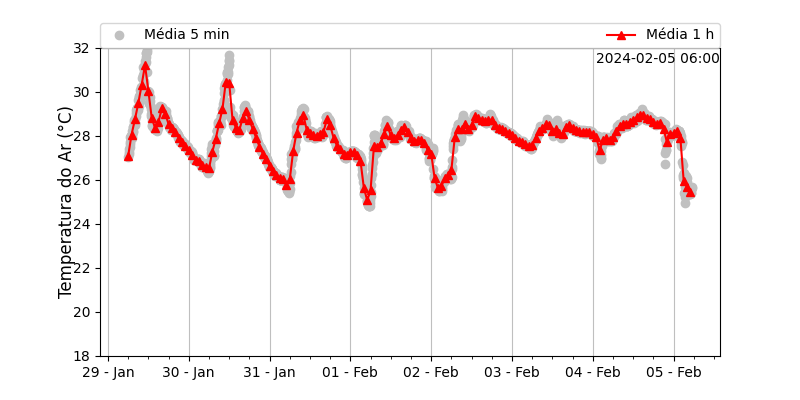 Média 5 min
Média 1 h
2024-02-05 06:00
Temperatura do Ar (°C)
32
30
28
26
24
22
20
18
29 - Jan
30 - Jan
31 - Jan
01 - Feb
02 - Feb
03 - Feb
04 - Feb
05 - Feb